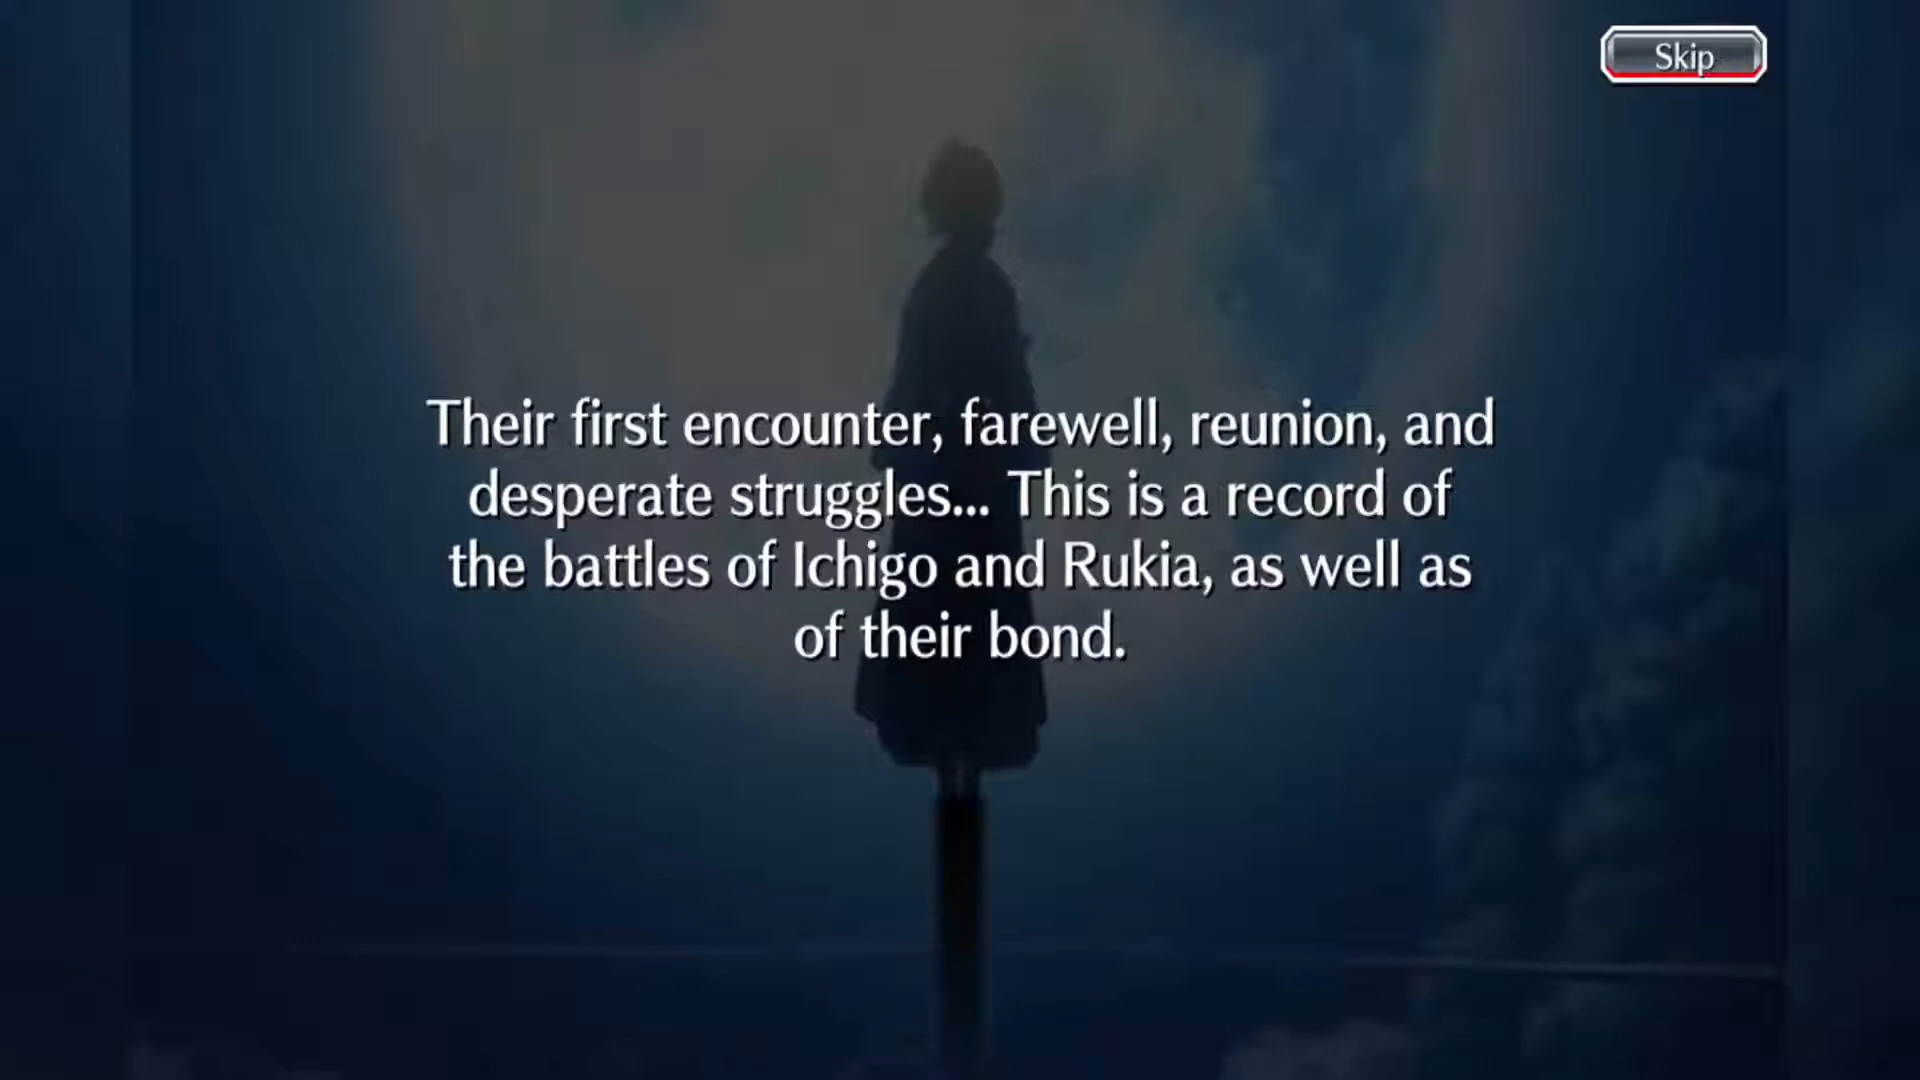 Skip
Their first encounter, farewell, reunion, and
desperate struggles... This is a record of
the battles of Ichigo and Rukia, as well as
of their bond.